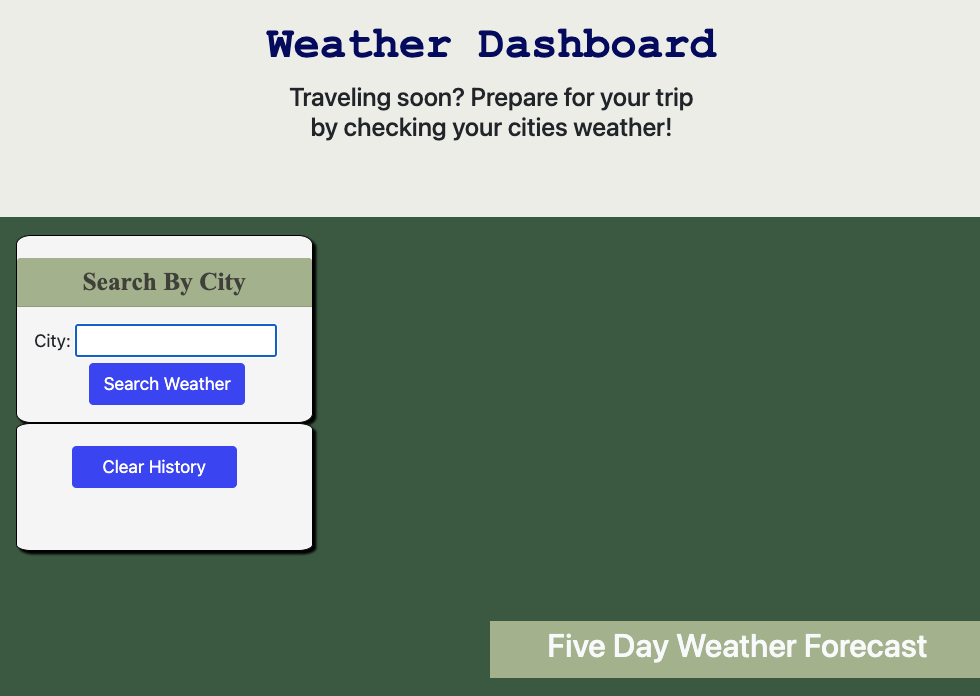 Weather Dashboard
Traveling soon? Prepare for your trip
by checking your cities weather!
Search By City
City:
Search Weather
Clear History
Five Day Weather Forecast